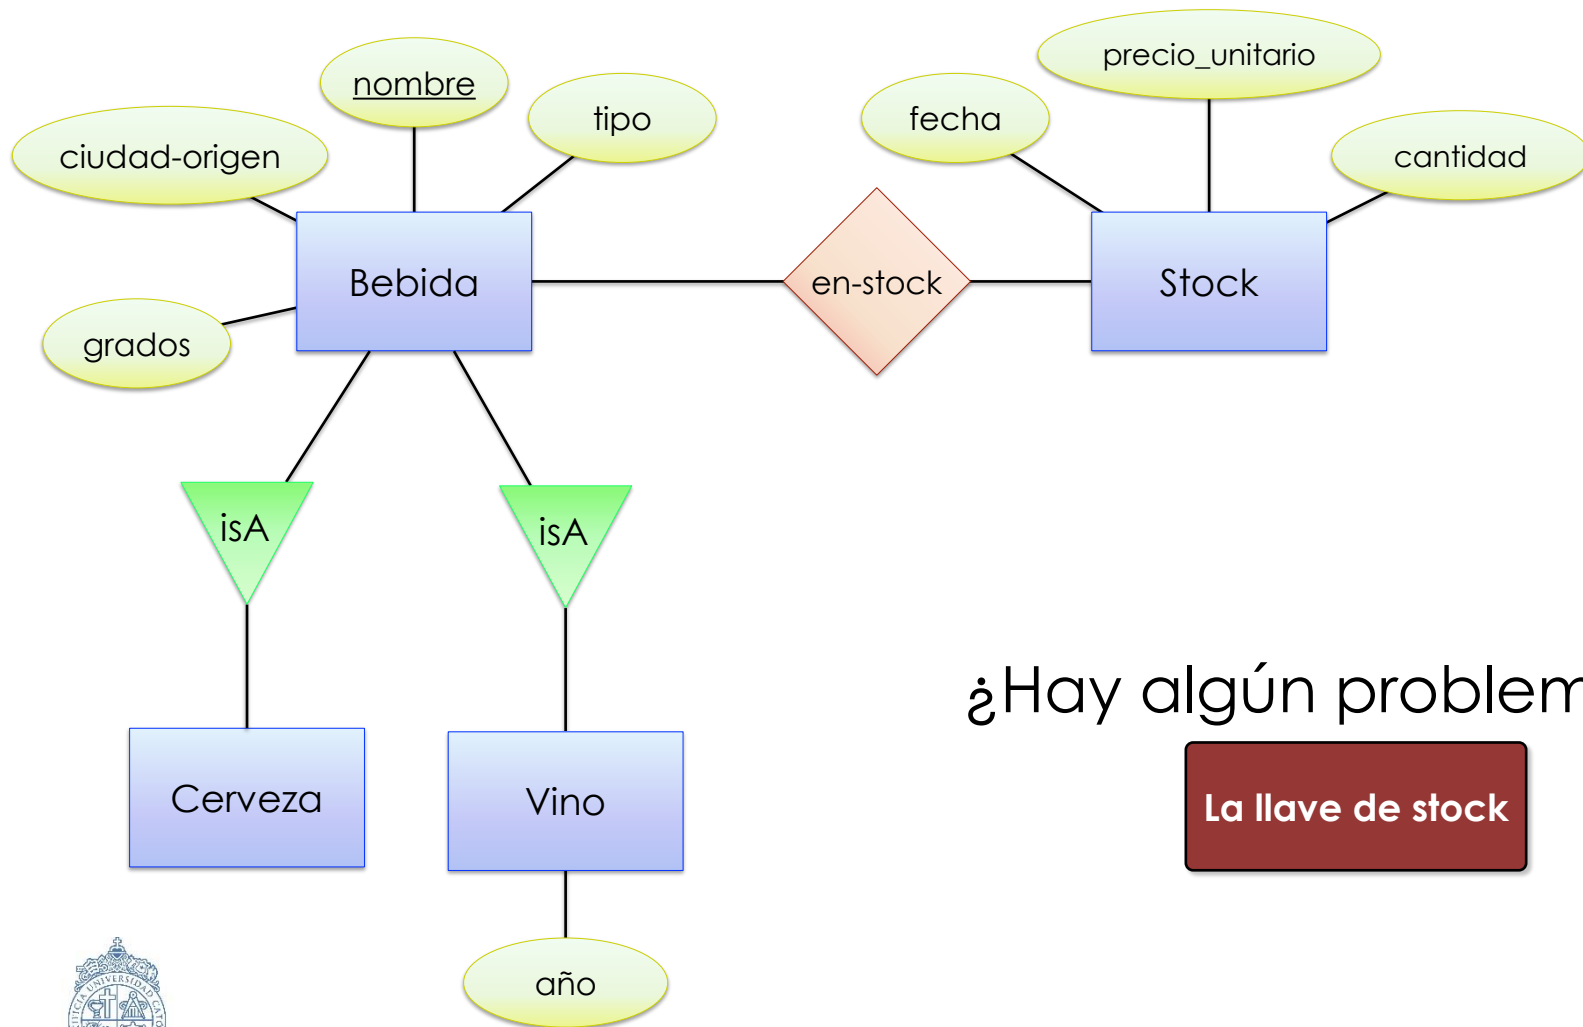 nombre
precio_unitario
tipo
fecha
ciudad-origen
cantidad
Bebida
en-stock
Stock
grados
isA
isA
¿Hay algún problem
Cerveza
Vino
La llave de stock
año
UNIVERSIDAD